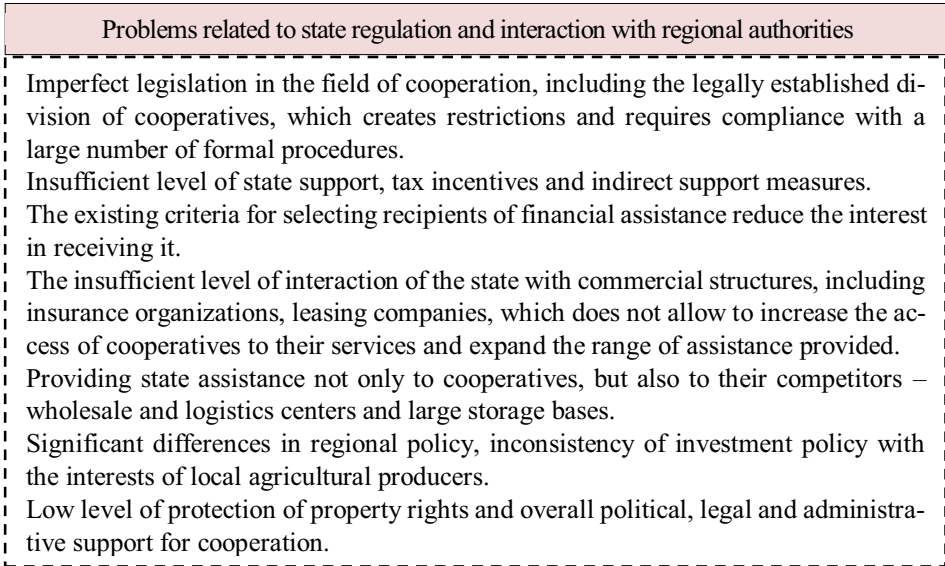 Problems related to state regulation and interaction with regional authorities
Imperfect legislation in the field of cooperation, including the legally established di-
vision of cooperatives, which creates restrictions and requires compliance with a
large number of formal procedures.
Insufficient level of state support, tax incentives and indirect support measures.
The existing criteria for selecting recipients of financial assistance reduce the interest
in receiving it.
The insufficient level of interaction of the state with commercial structures, including
insurance organizations, leasing companies, which does not allow to increase the ac-
cess of cooperatives to their services and expand the range of assistance provided.
Providing state assistance not only to cooperatives, but also to their competitors –
wholesale and logistics centers and large storage bases.
Significant differences in regional policy, inconsistency of investment policy with
the interests of local agricultural producers.
Low level of protection of property rights and overall political, legal and administra-
tive support for cooperation.